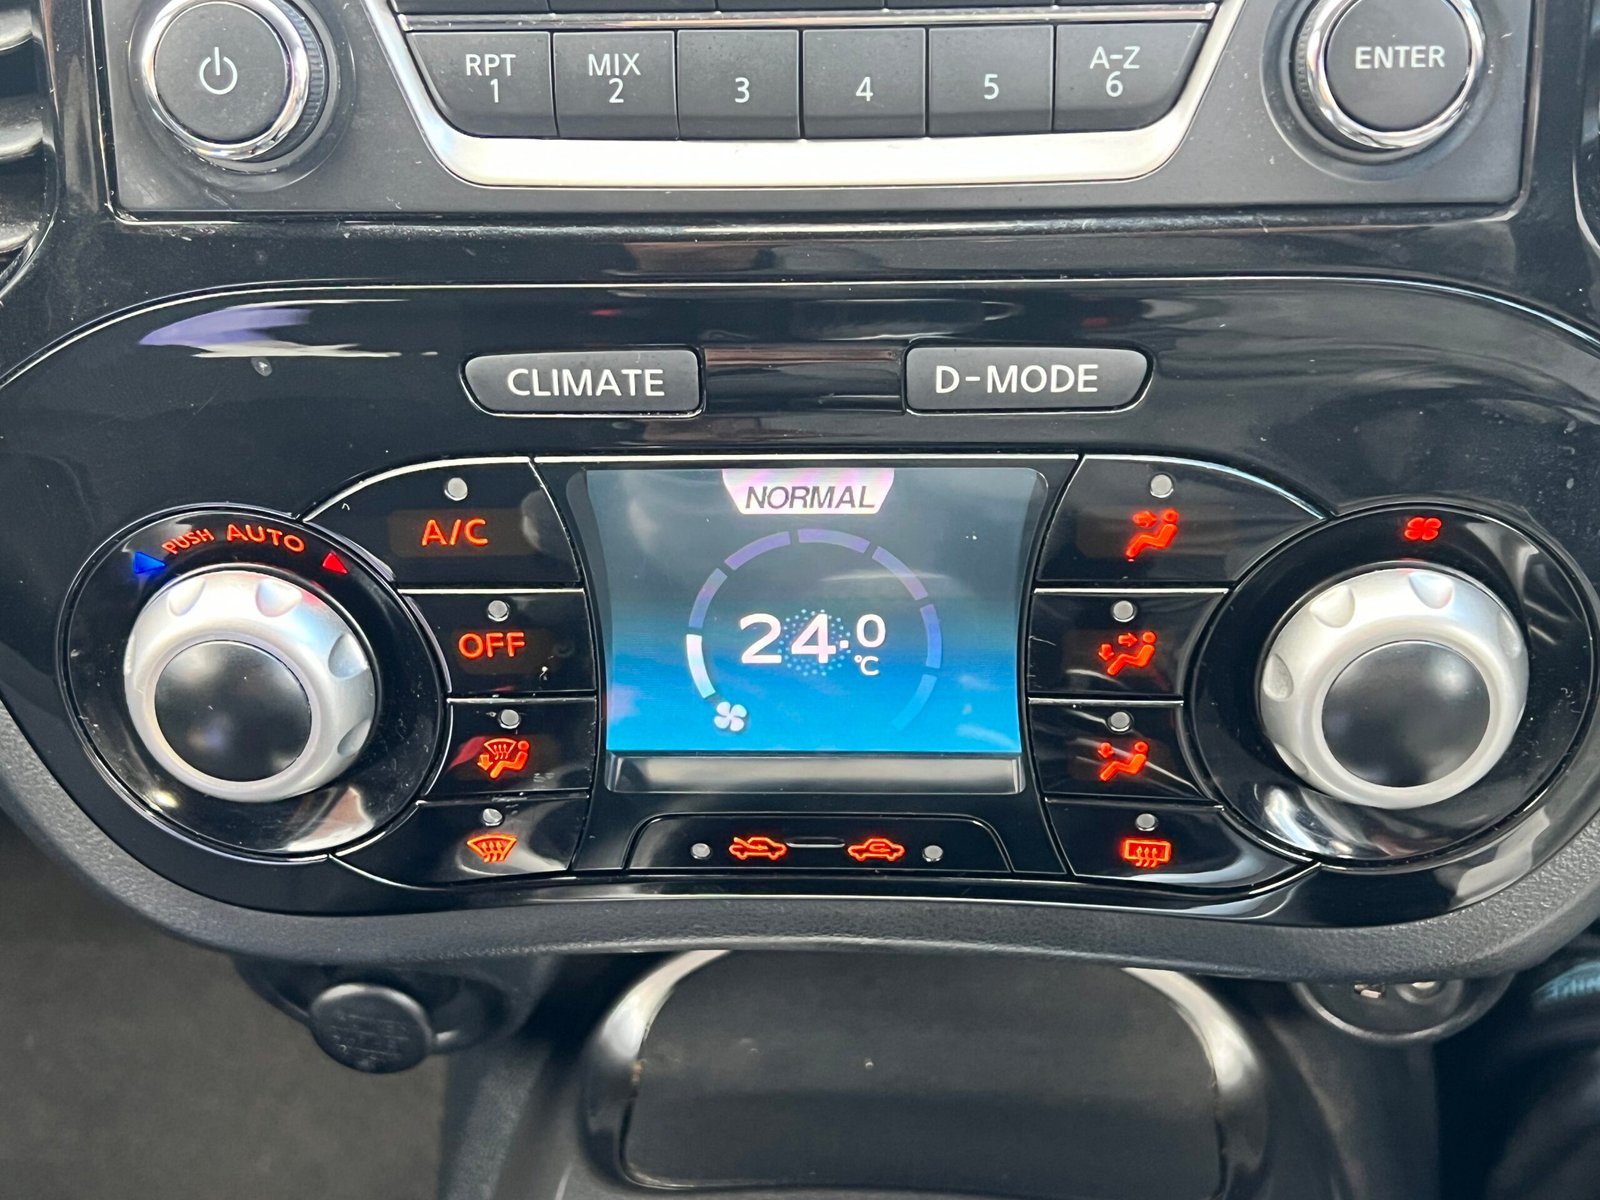 RPT
1
MIX
2
3
4
5
A-Z
6
ENTER
CLIMATE
D-MODE
NORMAL
PUSH AUTO
A/C
OFF
24.0
°C